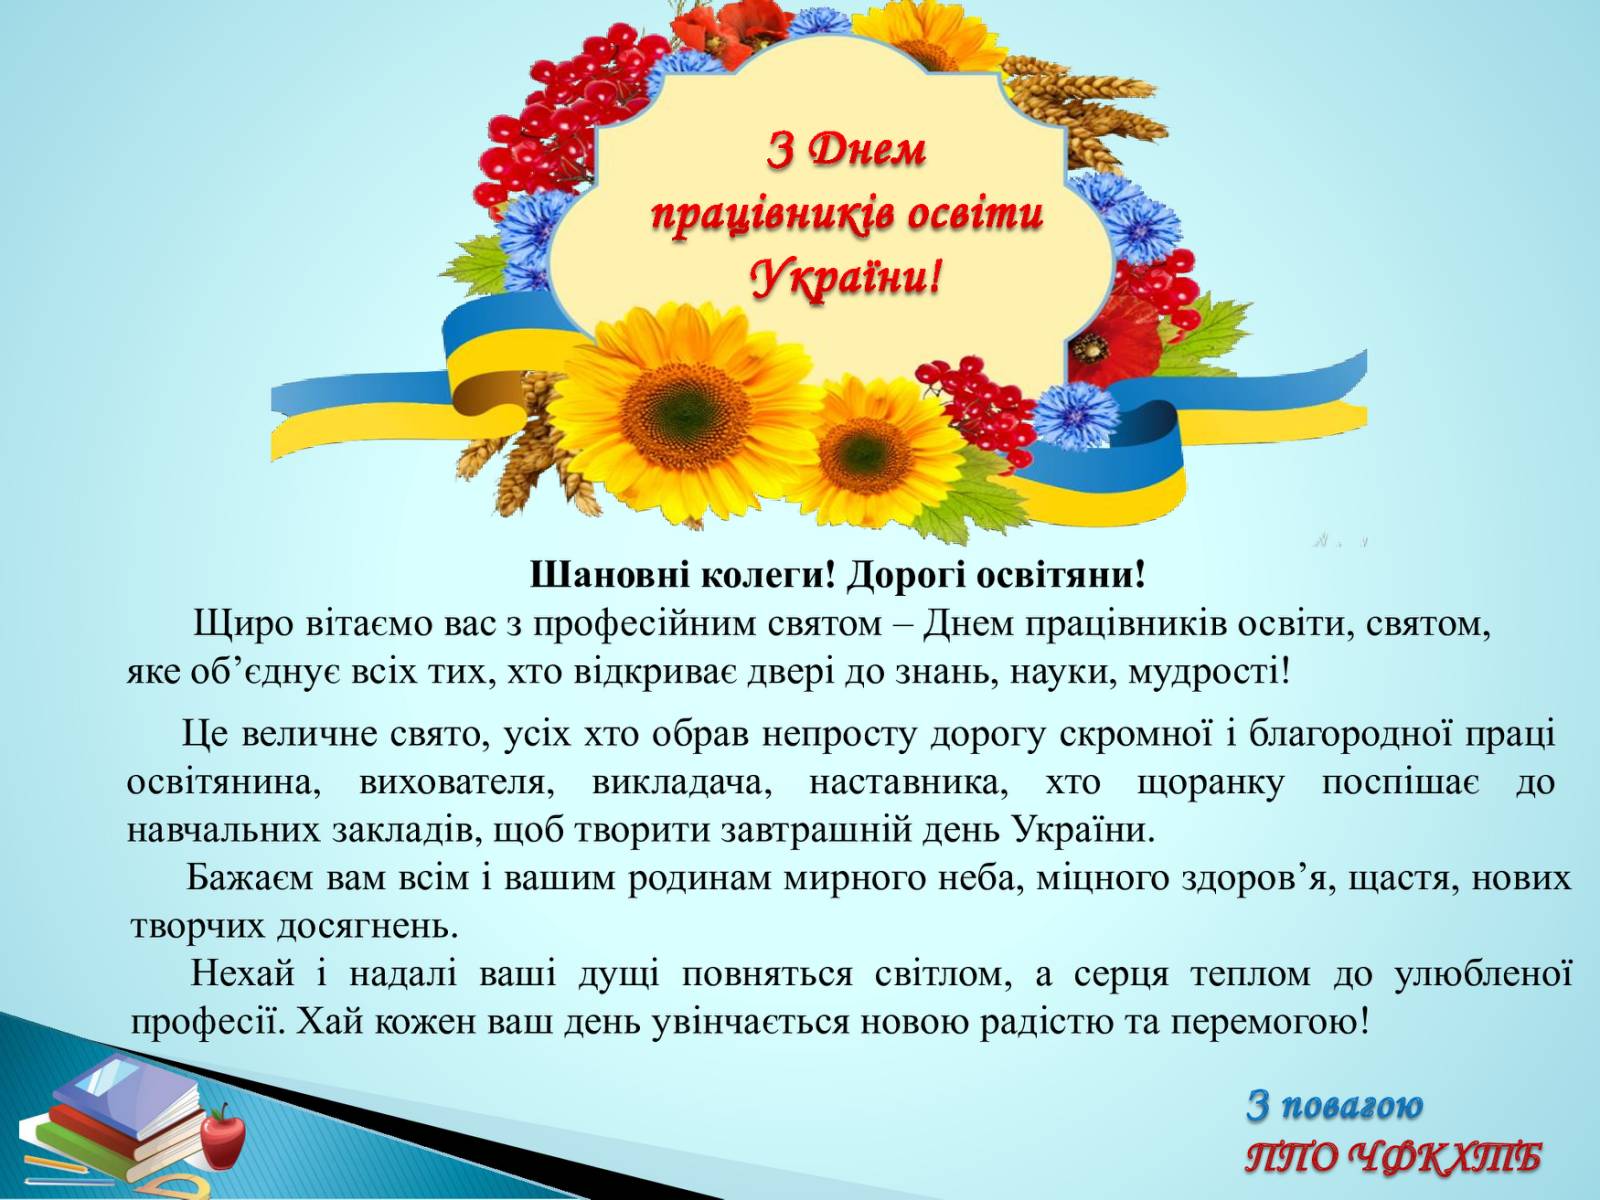 З Днем
працівників освіти
України!
Шановні колеги! Дорогі освітяни!
Щиро вітаємо вас з професійним святом – Днем працівників освіти, святом,
яке об’єднує всіх тих, хто відкриває двері до знань, науки, мудрості!
Це величне свято, усіх хто обрав непросту дорогу скромної і благородної праці
освітянина, вихователя, викладача, наставника, хто щоранку поспішає до
навчальних закладів, щоб творити завтрашній день України.
Бажаєм вам всім і вашим родинам мирного неба, міцного здоров’я, щастя, нових
творчих досягнень.
Нехай і надалі ваші дущі повняться світлом, а серця теплом до улюбленої
професії. Хай кожен ваш день увінчається новою радістю та перемогою!
З повагою
ППО ЧФКХТБ